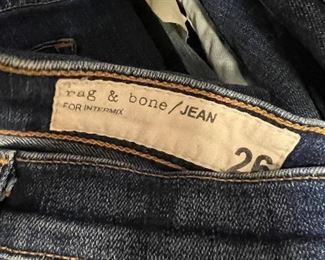 rag & bone/JEAN
FOR INTERMIX
26